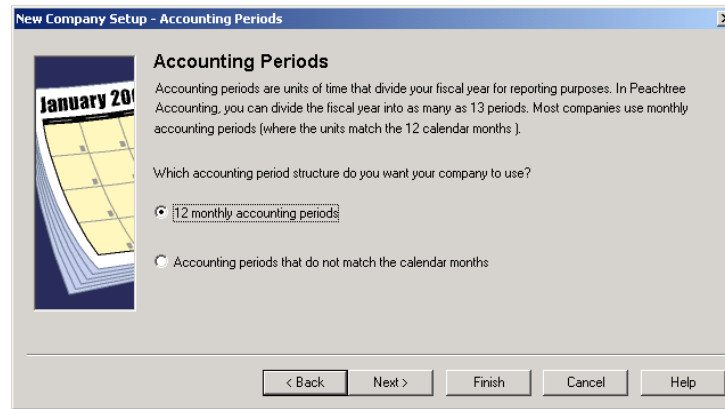 New Company Setup - Accounting Periods
Accounting Periods
Accounting periods are units of time that divide your fiscal year for reporting purposes. In Peachtree
Accounting, you can divide the fiscal year into as many as 13 periods. Most companies use monthly
accounting periods (where the units match the 12 calendar months ).
January 200
Which accounting period structure do you want your company to use?
12 monthly accounting periods
Accounting periods that do not match the calendar months
< Back
Next >
Finish
Cancel
Help